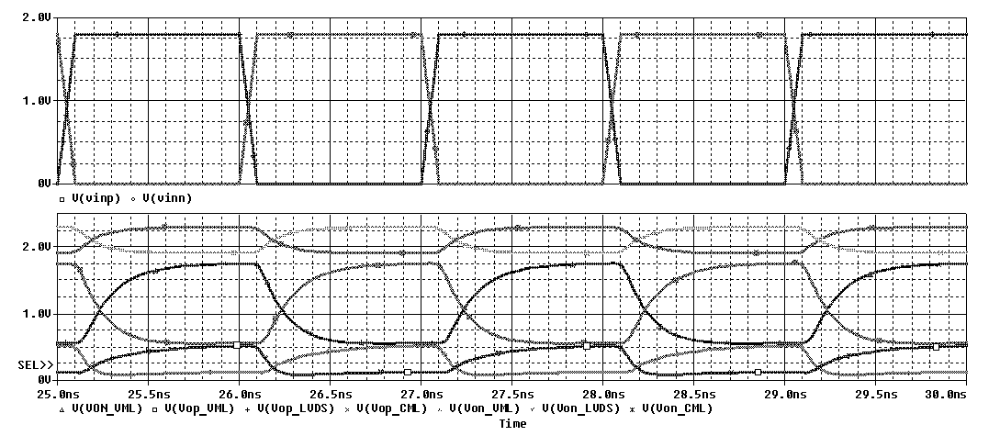 2.0V
1.0V
0V
□ V(vinp) ◇ V(vinn)
2.0V
1.0V
SEL>>
0V
25.0ns 25.5ns 26.0ns 26.5ns 27.0ns 27.5ns 28.0ns 28.5ns 29.0ns 29.5ns 30.0ns
△ V(VON_VML) □ V(Vop_VML) + V(Vop_LVDS) × V(Vop_CML) ⋏ V(Von_VML) ⋎ V(Von_LVDS) * V(Von_CML)
Time